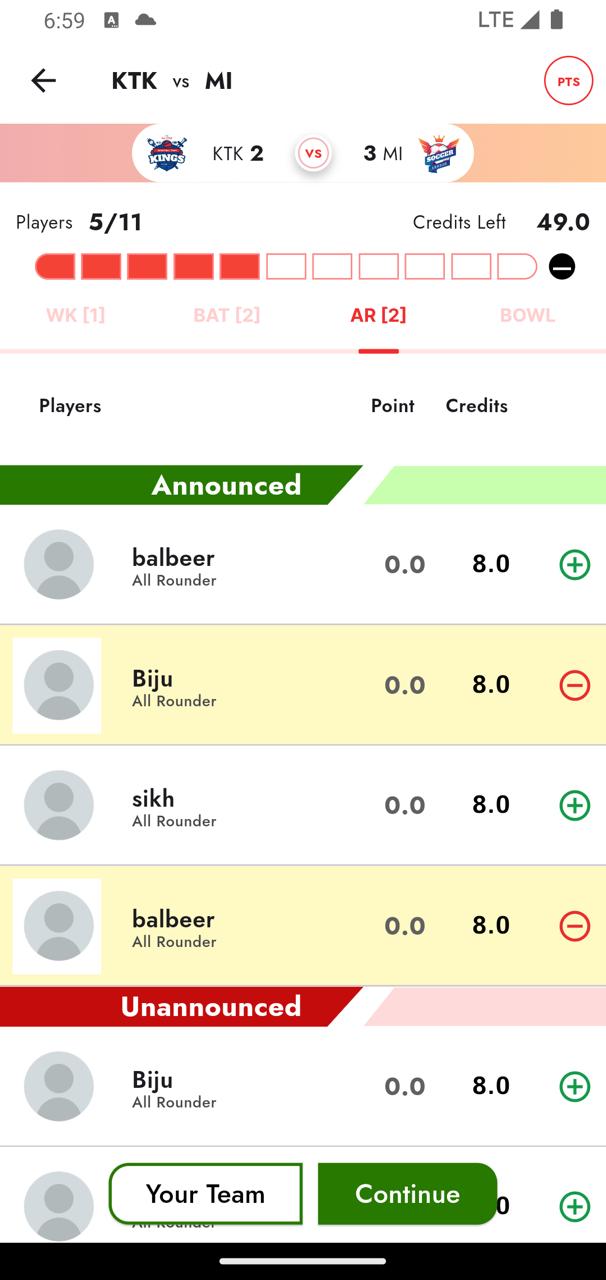 6:59 A LTE
KTK vs MI PTS
KINGS KTK 2 VS 3 MI SOCCER
Players 5/11 Credits Left 49.0
WK [1] BAT [2] AR [2] BOWL
Players Point Credits
Announced
balbeer
All Rounder 0.0 8.0
Biju
All Rounder 0.0 8.0
sikh
All Rounder 0.0 8.0
balbeer
All Rounder 0.0 8.0
Unannounced
Biju
All Rounder 0.0 8.0
Your Team Continue
All Rounder